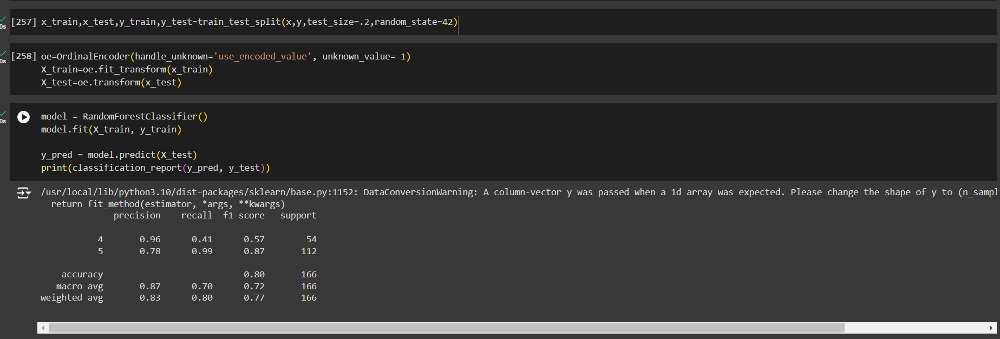 [257] x_train,x_test,y_train,y_test=train_test_split(x,y,test_size=.2,random_state=42)
0s
[258] oe=OrdinalEncoder(handle_unknown='use_encoded_value', unknown_value=-1)
0s
X_train=oe.fit_transform(x_train)
X_test=oe.transform(x_test)
model = RandomForestClassifier()
0s
model.fit(X_train, y_train)
y_pred = model.predict(X_test)
print(classification_report(y_pred, y_test))
/usr/local/lib/python3.10/dist-packages/sklearn/base.py:1152: DataConversionWarning: A column-vector y was passed when a 1d array was expected. Please change the shape of y to (n_sampl
return fit_method(estimator, *args, **kwargs)
precision recall f1-score support
4 0.96 0.41 0.57 54
5 0.78 0.99 0.87 112
accuracy 0.80 166
macro avg 0.87 0.70 0.72 166
weighted avg 0.83 0.80 0.77 166